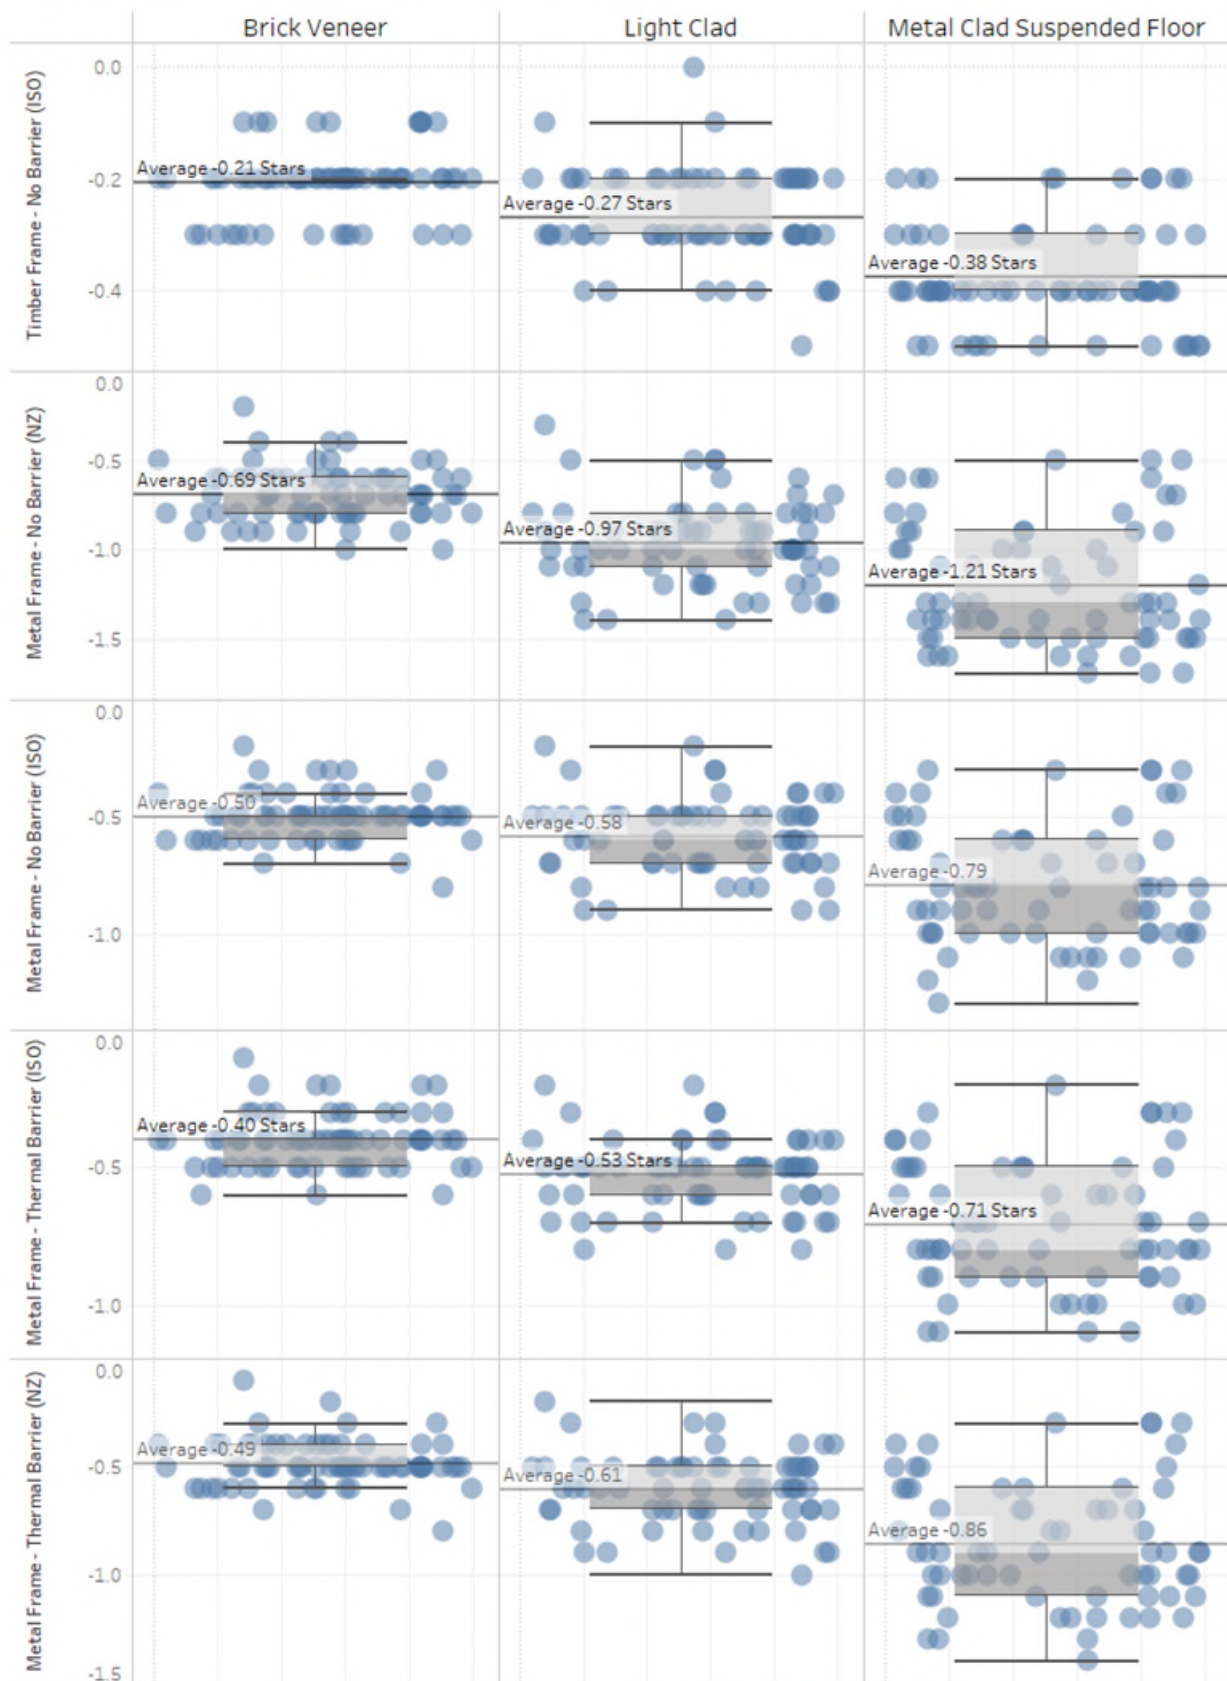 Brick Veneer Light Clad Metal Clad Suspended Floor
Timber Frame - No Barrier (ISO)
0.0
-0.2
-0.4
Average -0.21 Stars
Average -0.27 Stars
Average -0.38 Stars
Metal Frame - No Barrier (NZ)
0.0
-0.5
-1.0
-1.5
Average -0.69 Stars
Average -0.97 Stars
Average -1.21 Stars
Metal Frame - No Barrier (ISO)
0.0
-0.5
-1.0
Average -0.50
Average -0.58
Average -0.79
Metal Frame - Thermal Barrier (ISO)
0.0
-0.5
-1.0
Average -0.40 Stars
Average -0.53 Stars
Average -0.71 Stars
Metal Frame - Thermal Barrier (NZ)
0.0
-0.5
-1.0
-1.5
Average -0.49
Average -0.61
Average -0.86